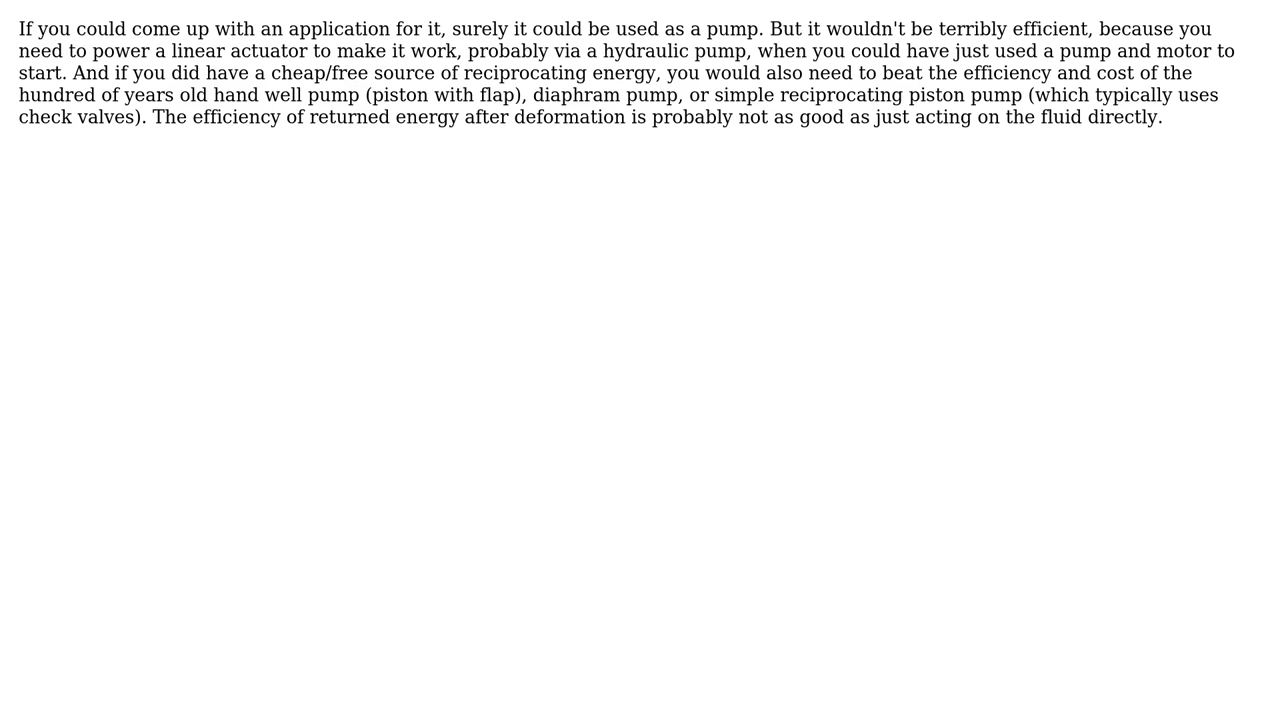 If you could come up with an application for it, surely it could be used as a pump. But it wouldn't be terribly efficient, because you
need to power a linear actuator to make it work, probably via a hydraulic pump, when you could have just used a pump and motor to
start. And if you did have a cheap/free source of reciprocating energy, you would also need to beat the efficiency and cost of the
hundred of years old hand well pump (piston with flap), diaphram pump, or simple reciprocating piston pump (which typically uses
check valves). The efficiency of returned energy after deformation is probably not as good as just acting on the fluid directly.